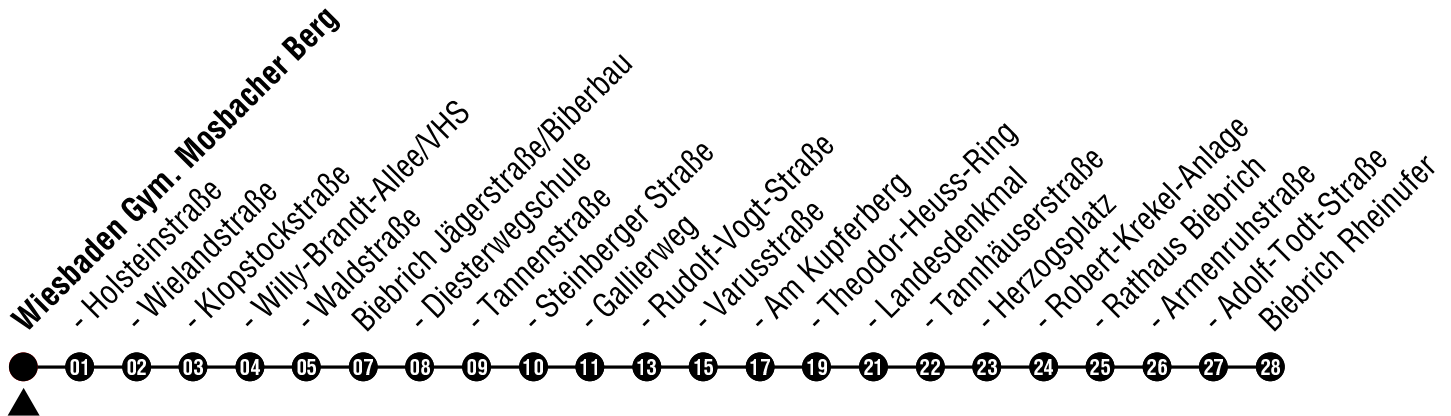 Wiesbaden Gym. Mosbacher Berg
- Holsteinstraße
- Wielandstraße
- Klopstockstraße
- Willy-Brandt-Allee/VHS
- Waldstraße
Biebrich Jägerstraße/Biberbau
- Diesterwegschule
- Tannenstraße
- Steinberger Straße
- Gallierweg
- Rudolf-Vogt-Straße
- Varusstraße
- Am Kupferberg
- Theodor-Heuss-Ring
- Landesdenkmal
- Tannhäuserstraße
- Herzogsplatz
- Robert-Krekel-Anlage
- Rathaus Biebrich
- Armenruhstraße
- Adolf-Todt-Straße
Biebrich Rheinufer
01 02 03 04 05 07 08 09 10 11 13 15 17 19 21 22 23 24 25 26 27 28